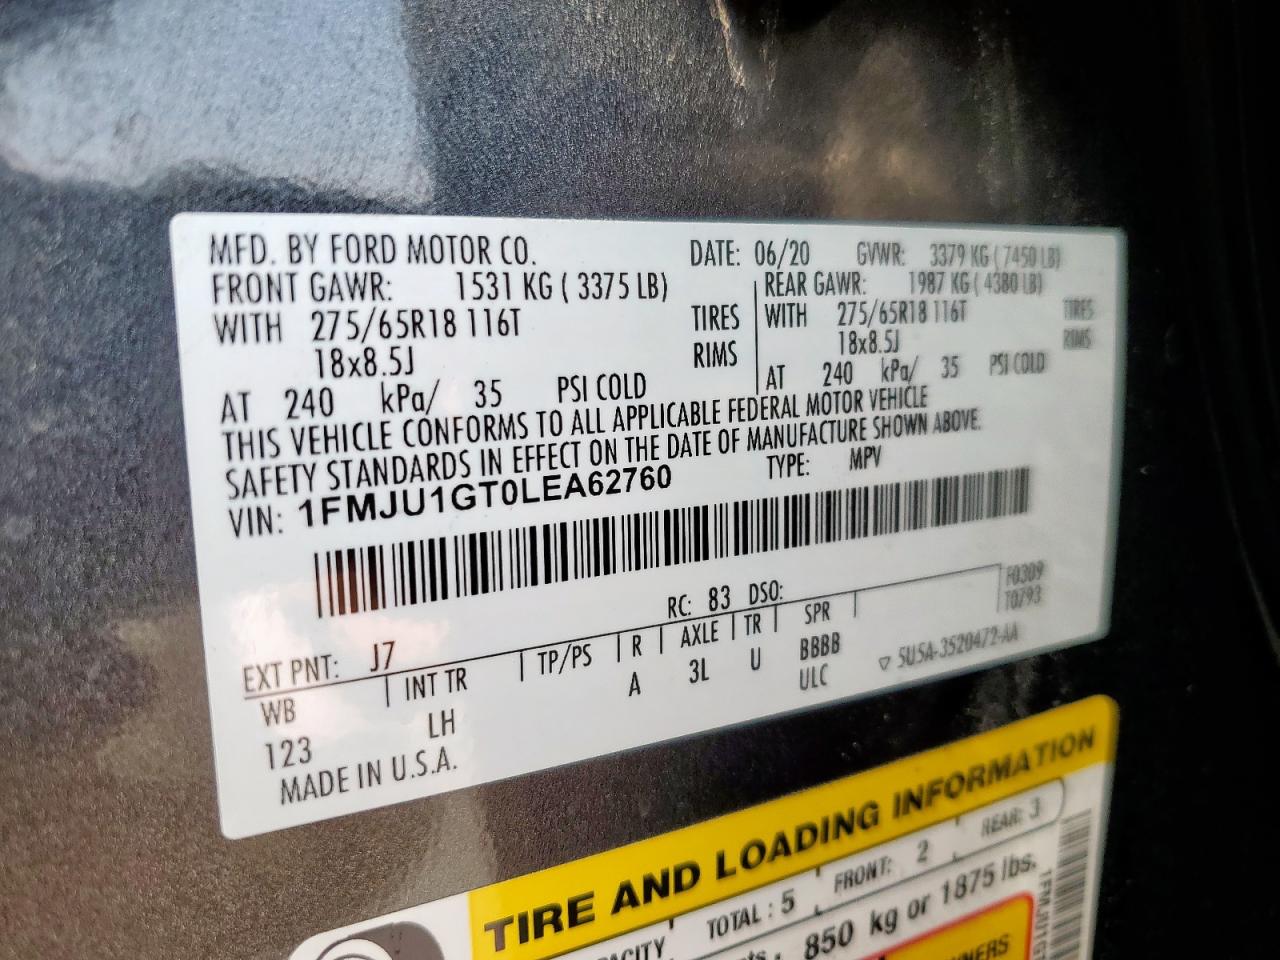 MFD. BY FORD MOTOR CO. DATE: 06/20 GVWR: 3379 KG ( 7450 LB)
FRONT GAWR: 1531 KG ( 3375 LB) REAR GAWR: 1987 KG ( 4380 LB)
WITH 275/65R18 116T TIRES WITH 275/65R18 116T TIRES
18x8.5J RIMS 18x8.5J RIMS
AT 240 kPa/ 35 PSI COLD AT 240 kPa/ 35 PSI COLD
THIS VEHICLE CONFORMS TO ALL APPLICABLE FEDERAL MOTOR VEHICLE
SAFETY STANDARDS IN EFFECT ON THE DATE OF MANUFACTURE SHOWN ABOVE.
VIN: 1FMJU1GT0LEA62760 TYPE: MPV
F0309
T0793
EXT PNT: J7 RC: 83 DSO:
WB INT TR TP/PS R AXLE TR SPR
123 LH A 3L U BBBB
ULC
▽ SU5A-3520472-AA
MADE IN U.S.A.
TIRE AND LOADING INFORMATION
TOTAL : 5 FRONT: 2 REAR: 3
850 kg or 1875 lbs.